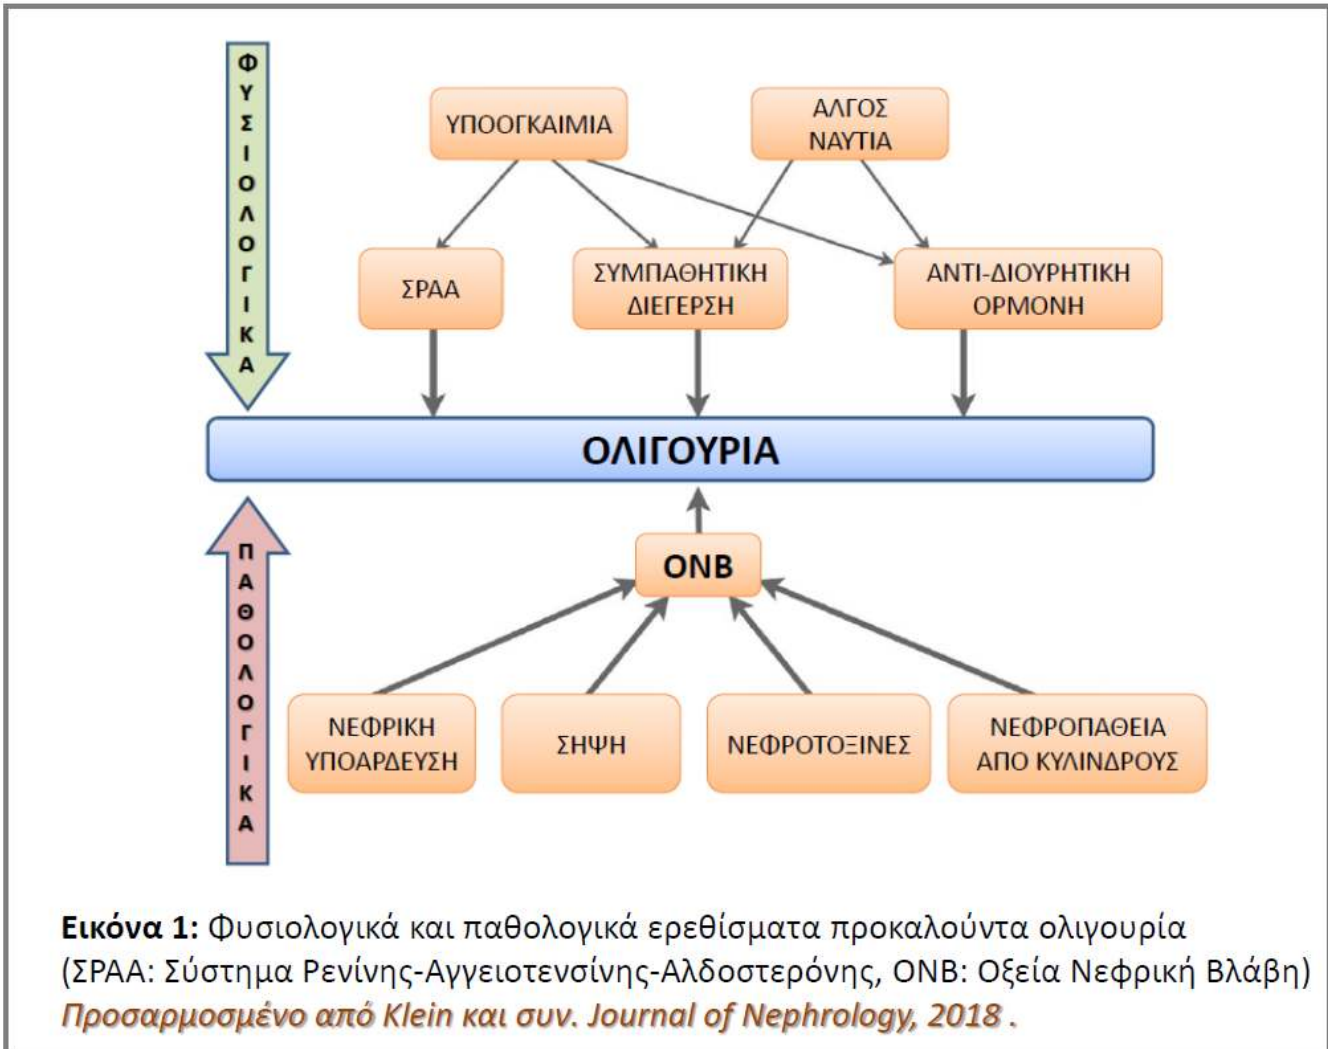 ΦΥΣΙΟΛΟΓΙΚΑ
ΥΠΟΟΓΚΑΙΜΙΑ
ΑΛΓΟΣ
ΝΑΥΤΙΑ
ΣΡΑΑ
ΣΥΜΠΑΘΗΤΙΚΗ
ΔΙΕΓΕΡΣΗ
ΑΝΤΙ-ΔΙΟΥΡΗΤΙΚΗ
ΟΡΜΟΝΗ
ΟΛΙΓΟΥΡΙΑ
ΠΑΘΟΛΟΓΙΚΑ
ΟΝΒ
ΝΕΦΡΙΚΗ
ΥΠΟΑΡΔΕΥΣΗ
ΣΗΨΗ
ΝΕΦΡΟΤΟΞΙΝΕΣ
ΝΕΦΡΟΠΑΘΕΙΑ
ΑΠΟ ΚΥΛΙΝΔΡΟΥΣ
Εικόνα 1: Φυσιολογικά και παθολογικά ερεθίσματα προκαλούντα ολιγουρία
(ΣΡΑΑ: Σύστημα Ρενίνης-Αγγειοτενσίνης-Αλδοστερόνης, ΟΝΒ: Οξεία Νεφρική Βλάβη)
Προσαρμοσμένο από Klein και συν. Journal of Nephrology, 2018 .